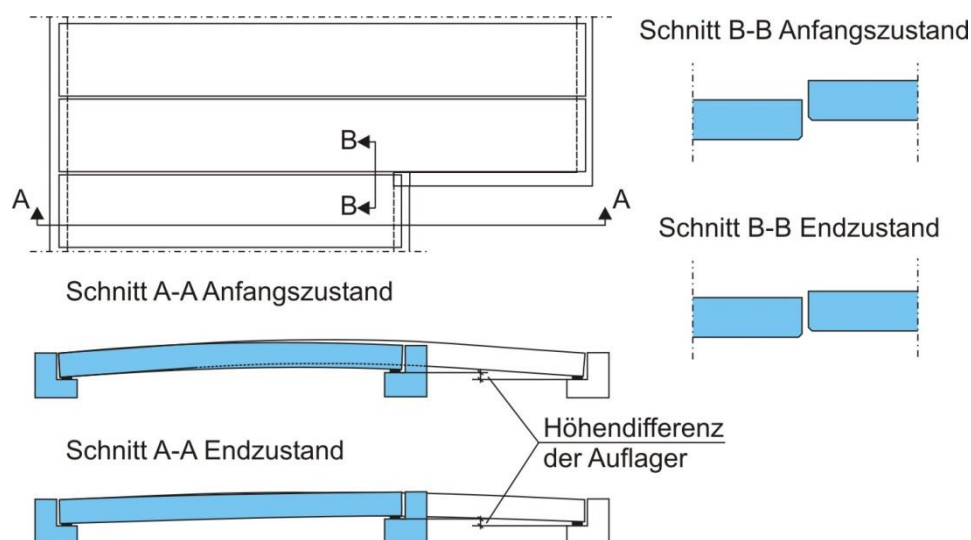 Schnitt B-B Anfangszustand
B
B
A
A
Schnitt B-B Endzustand
Schnitt A-A Anfangszustand
Höhendifferenz
der Auflager
Schnitt A-A Endzustand